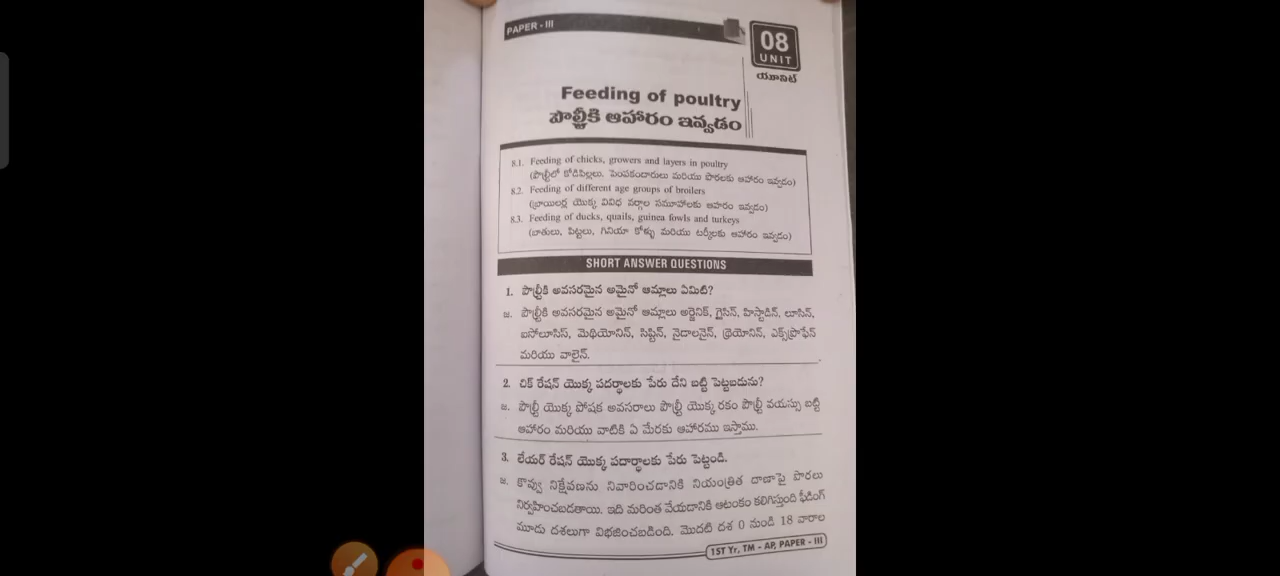 PAPER - III
08
UNIT
యూనిట్
Feeding of poultry
పౌల్ట్రీకి ఆహారం ఇవ్వడం
8.1. Feeding of chicks, growers and layers in poultry
(పౌల్ట్రీలో కోడిపిల్లలు, పెంపకందారులు మరియు పొరలకు ఆహారం ఇవ్వడం)
8.2. Feeding of different age groups of broilers
(బ్రాయిలర్ల యొక్క వివిధ వర్గాల సమూహాలకు ఆహారం ఇవ్వడం)
8.3. Feeding of ducks, quails, guinea fowls and turkeys
(బాతులు, పిట్టలు, గినియా కోళ్ళు మరియు టర్కీలకు ఆహారం ఇవ్వడం)
SHORT ANSWER QUESTIONS
1. పౌల్ట్రీకి అవసరమైన అమైనో ఆమ్లాలు ఏమిటి?
జ. పౌల్ట్రీకి అవసరమైన అమైనో ఆమ్లాలు అర్జెనిక్, గ్లైసిన్, హిస్టాడిన్, లూసిన్,
ఐసోలూసిస్, మెథియోనిన్, సిప్టిన్, నైదాలనైన్, థ్రెయోనిన్, ఎక్స్‌ప్రొఫేన్
మరియు వాలైన్.
2. చిక్ రేషన్ యొక్క పదార్థాలకు పేరు దేని బట్టి పెట్టబడును?
జ. పౌల్ట్రీ యొక్క పోషక అవసరాలు పౌల్ట్రీ యొక్క రకం పౌల్ట్రీ వయస్సు బట్టి
ఆహారం మరియు వాటికి ఏ మేరకు ఆహారము ఇస్తాము.
3. లేయర్ రేషన్ యొక్క పదార్థాలకు పేరు పెట్టండి.
జ. కొవ్వు నిక్షేవణను నివారించడానికి నియంత్రిత దాణాపై పొరలు
నిర్వహించబడతాయి. ఇది మరింత వేయడానికి ఆటంకం కలిగిస్తుంది ఫీడింగ్
మూడు దశలుగా విభజించబడింది. మొదటి దశ 0 నుండి 18 వారాల
1ST Yr, TM - AP, PAPER - III